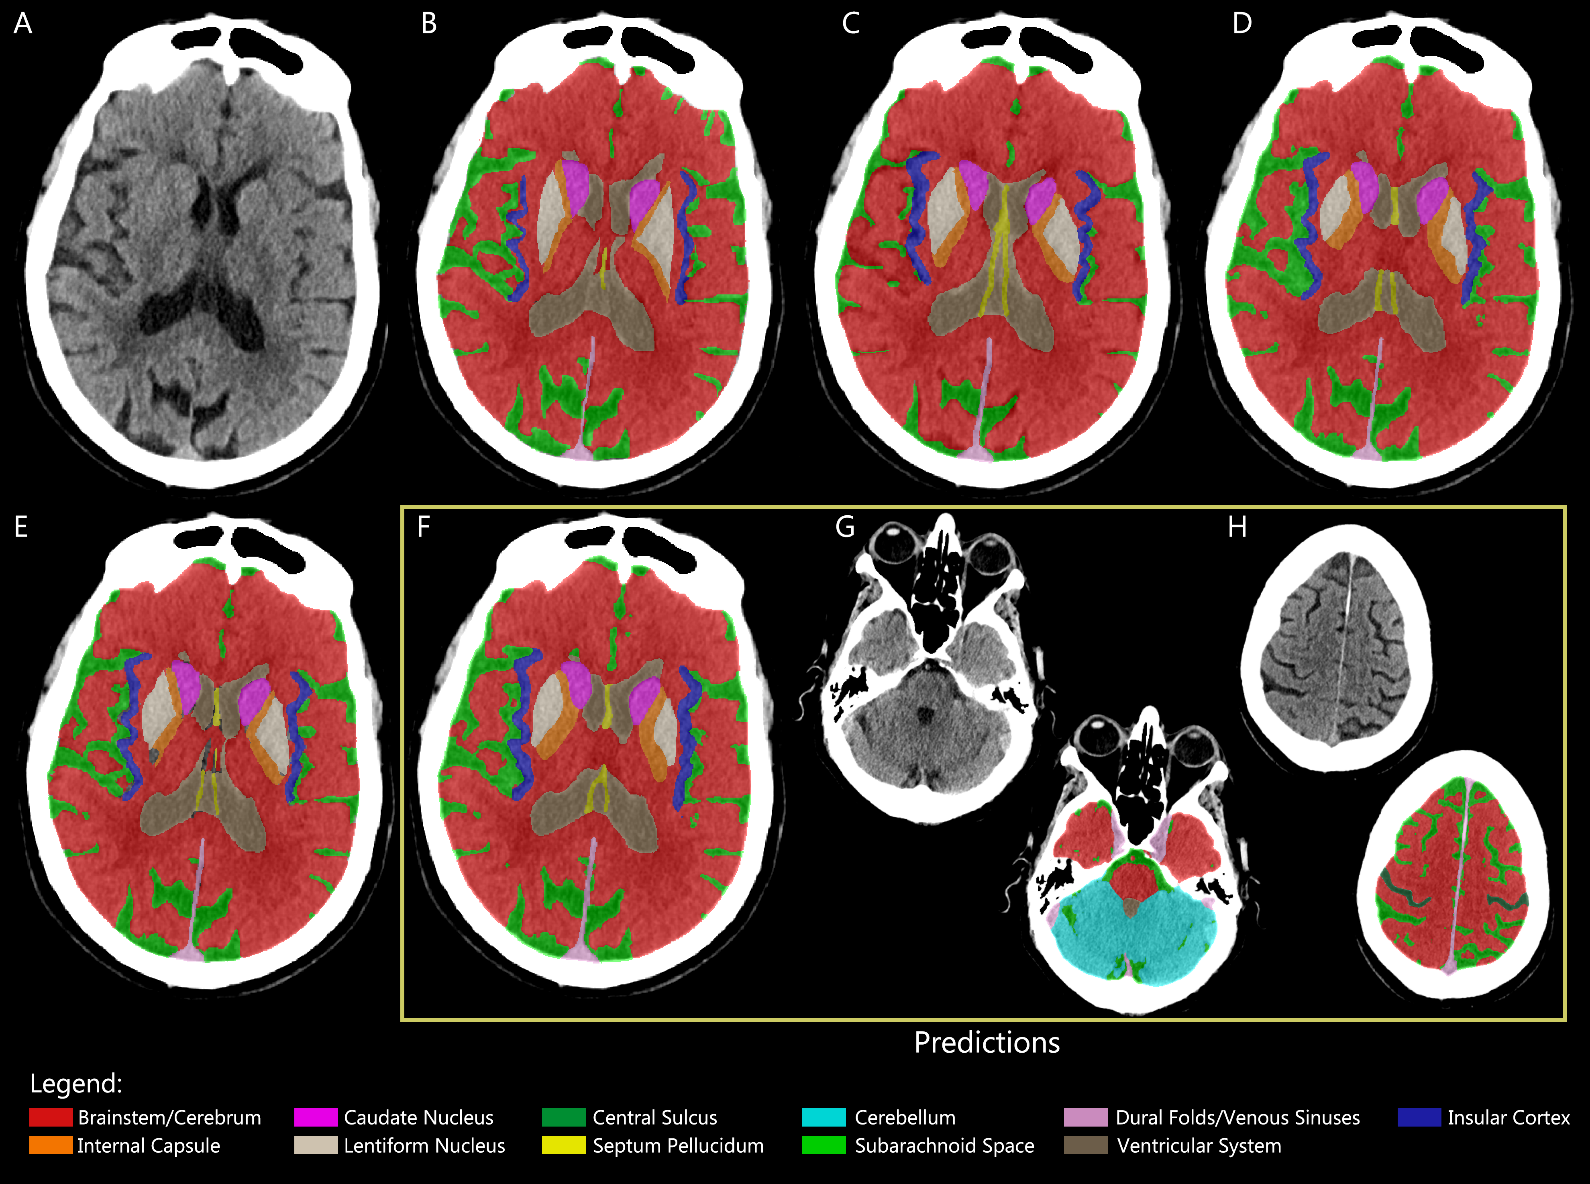 A
B
C
D
E
F
G
H
Predictions
Legend:
Brainstem/Cerebrum Caudate Nucleus Central Sulcus Cerebellum Dural Folds/Venous Sinuses Insular Cortex
Internal Capsule Lentiform Nucleus Septum Pellucidum Subarachnoid Space Ventricular System